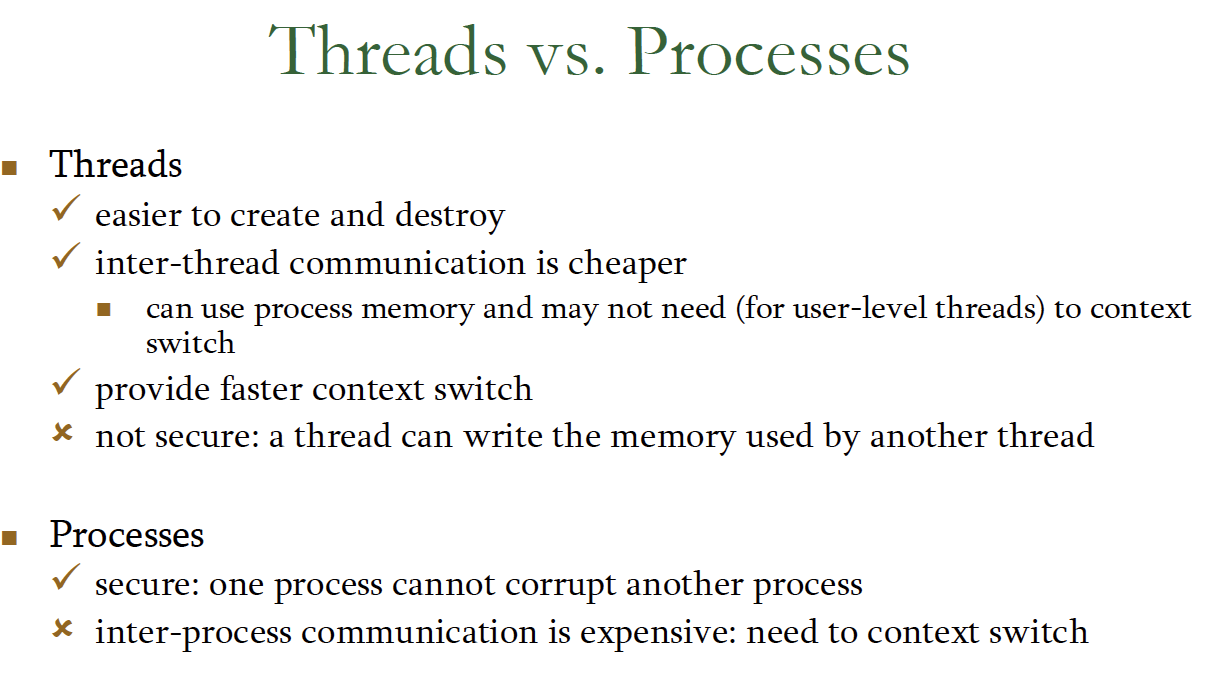 Threads vs. Processes
Threads
easier to create and destroy
inter-thread communication is cheaper
can use process memory and may not need (for user-level threads) to context
switch
provide faster context switch
not secure: a thread can write the memory used by another thread
Processes
secure: one process cannot corrupt another process
inter-process communication is expensive: need to context switch